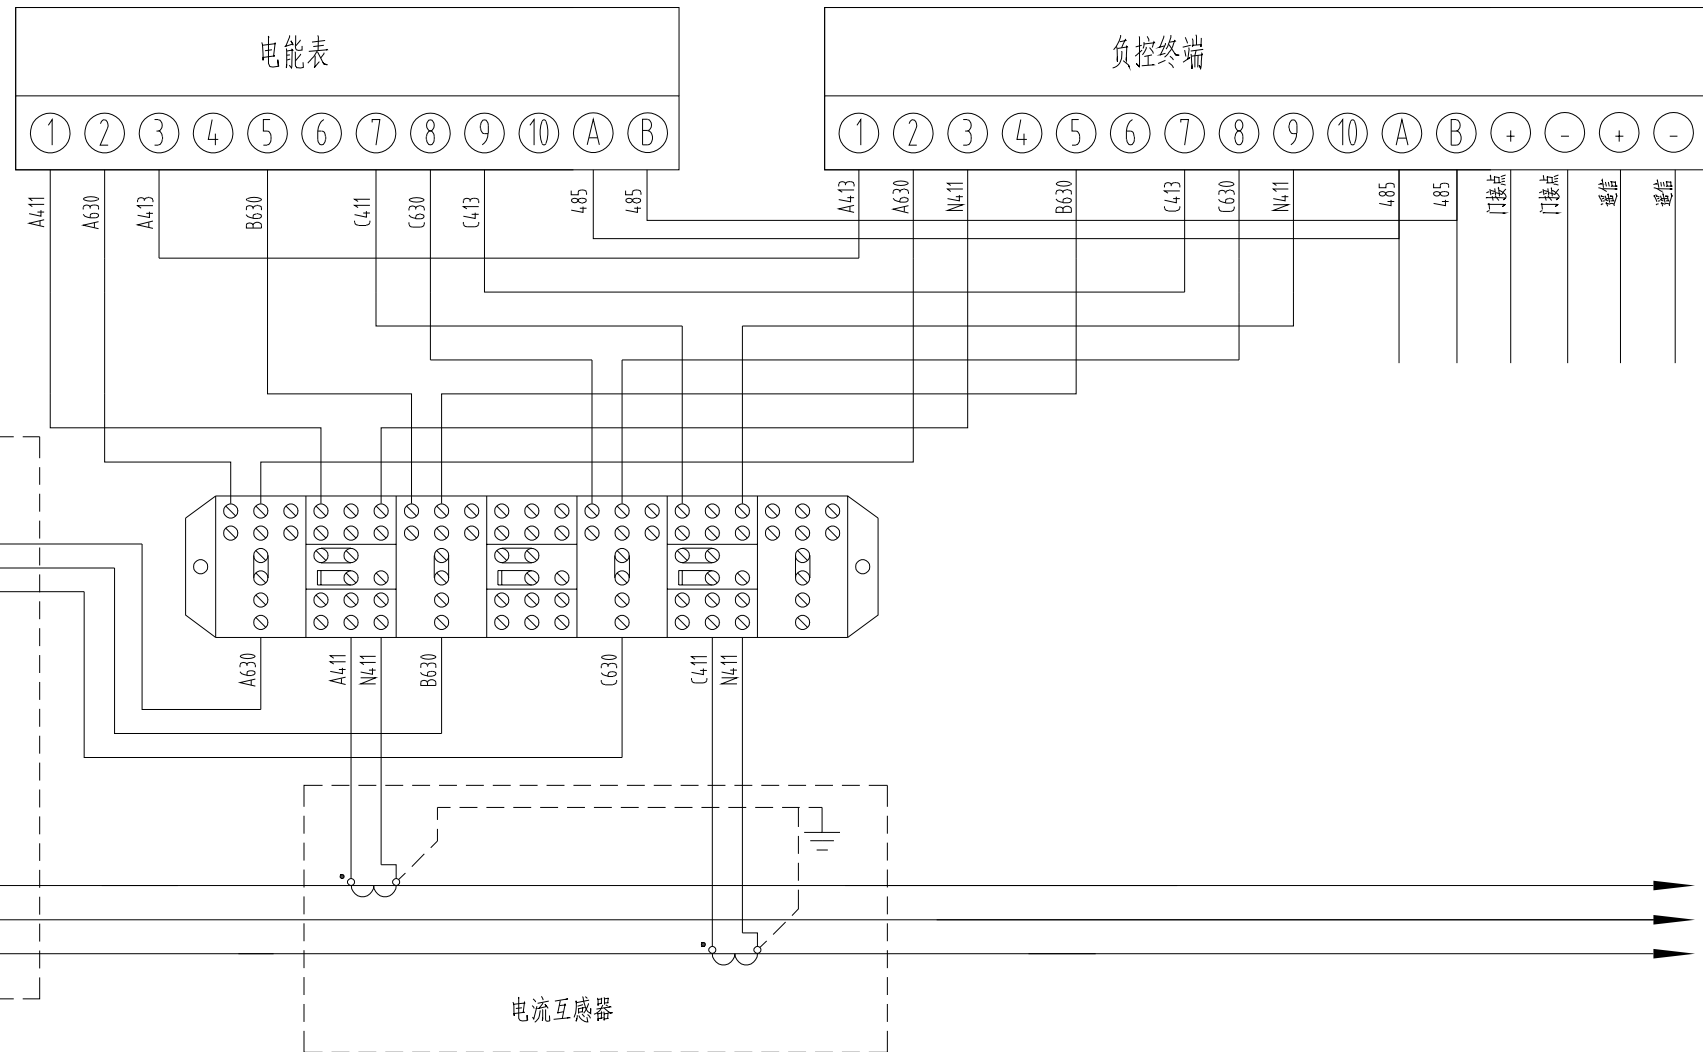 电能表
负控终端
1 2 3 4 5 6 7 8 9 10 A B
1 2 3 4 5 6 7 8 9 10 A B + - + -
A411 A630 A413 B630 C411 C630 C413 485 485
A413 A630 N411 B630 C413 C630 N411 485 485 门接点 门接点 遥信 遥信
A630 A411 N411 B630 C630 C411 N411
电流互感器